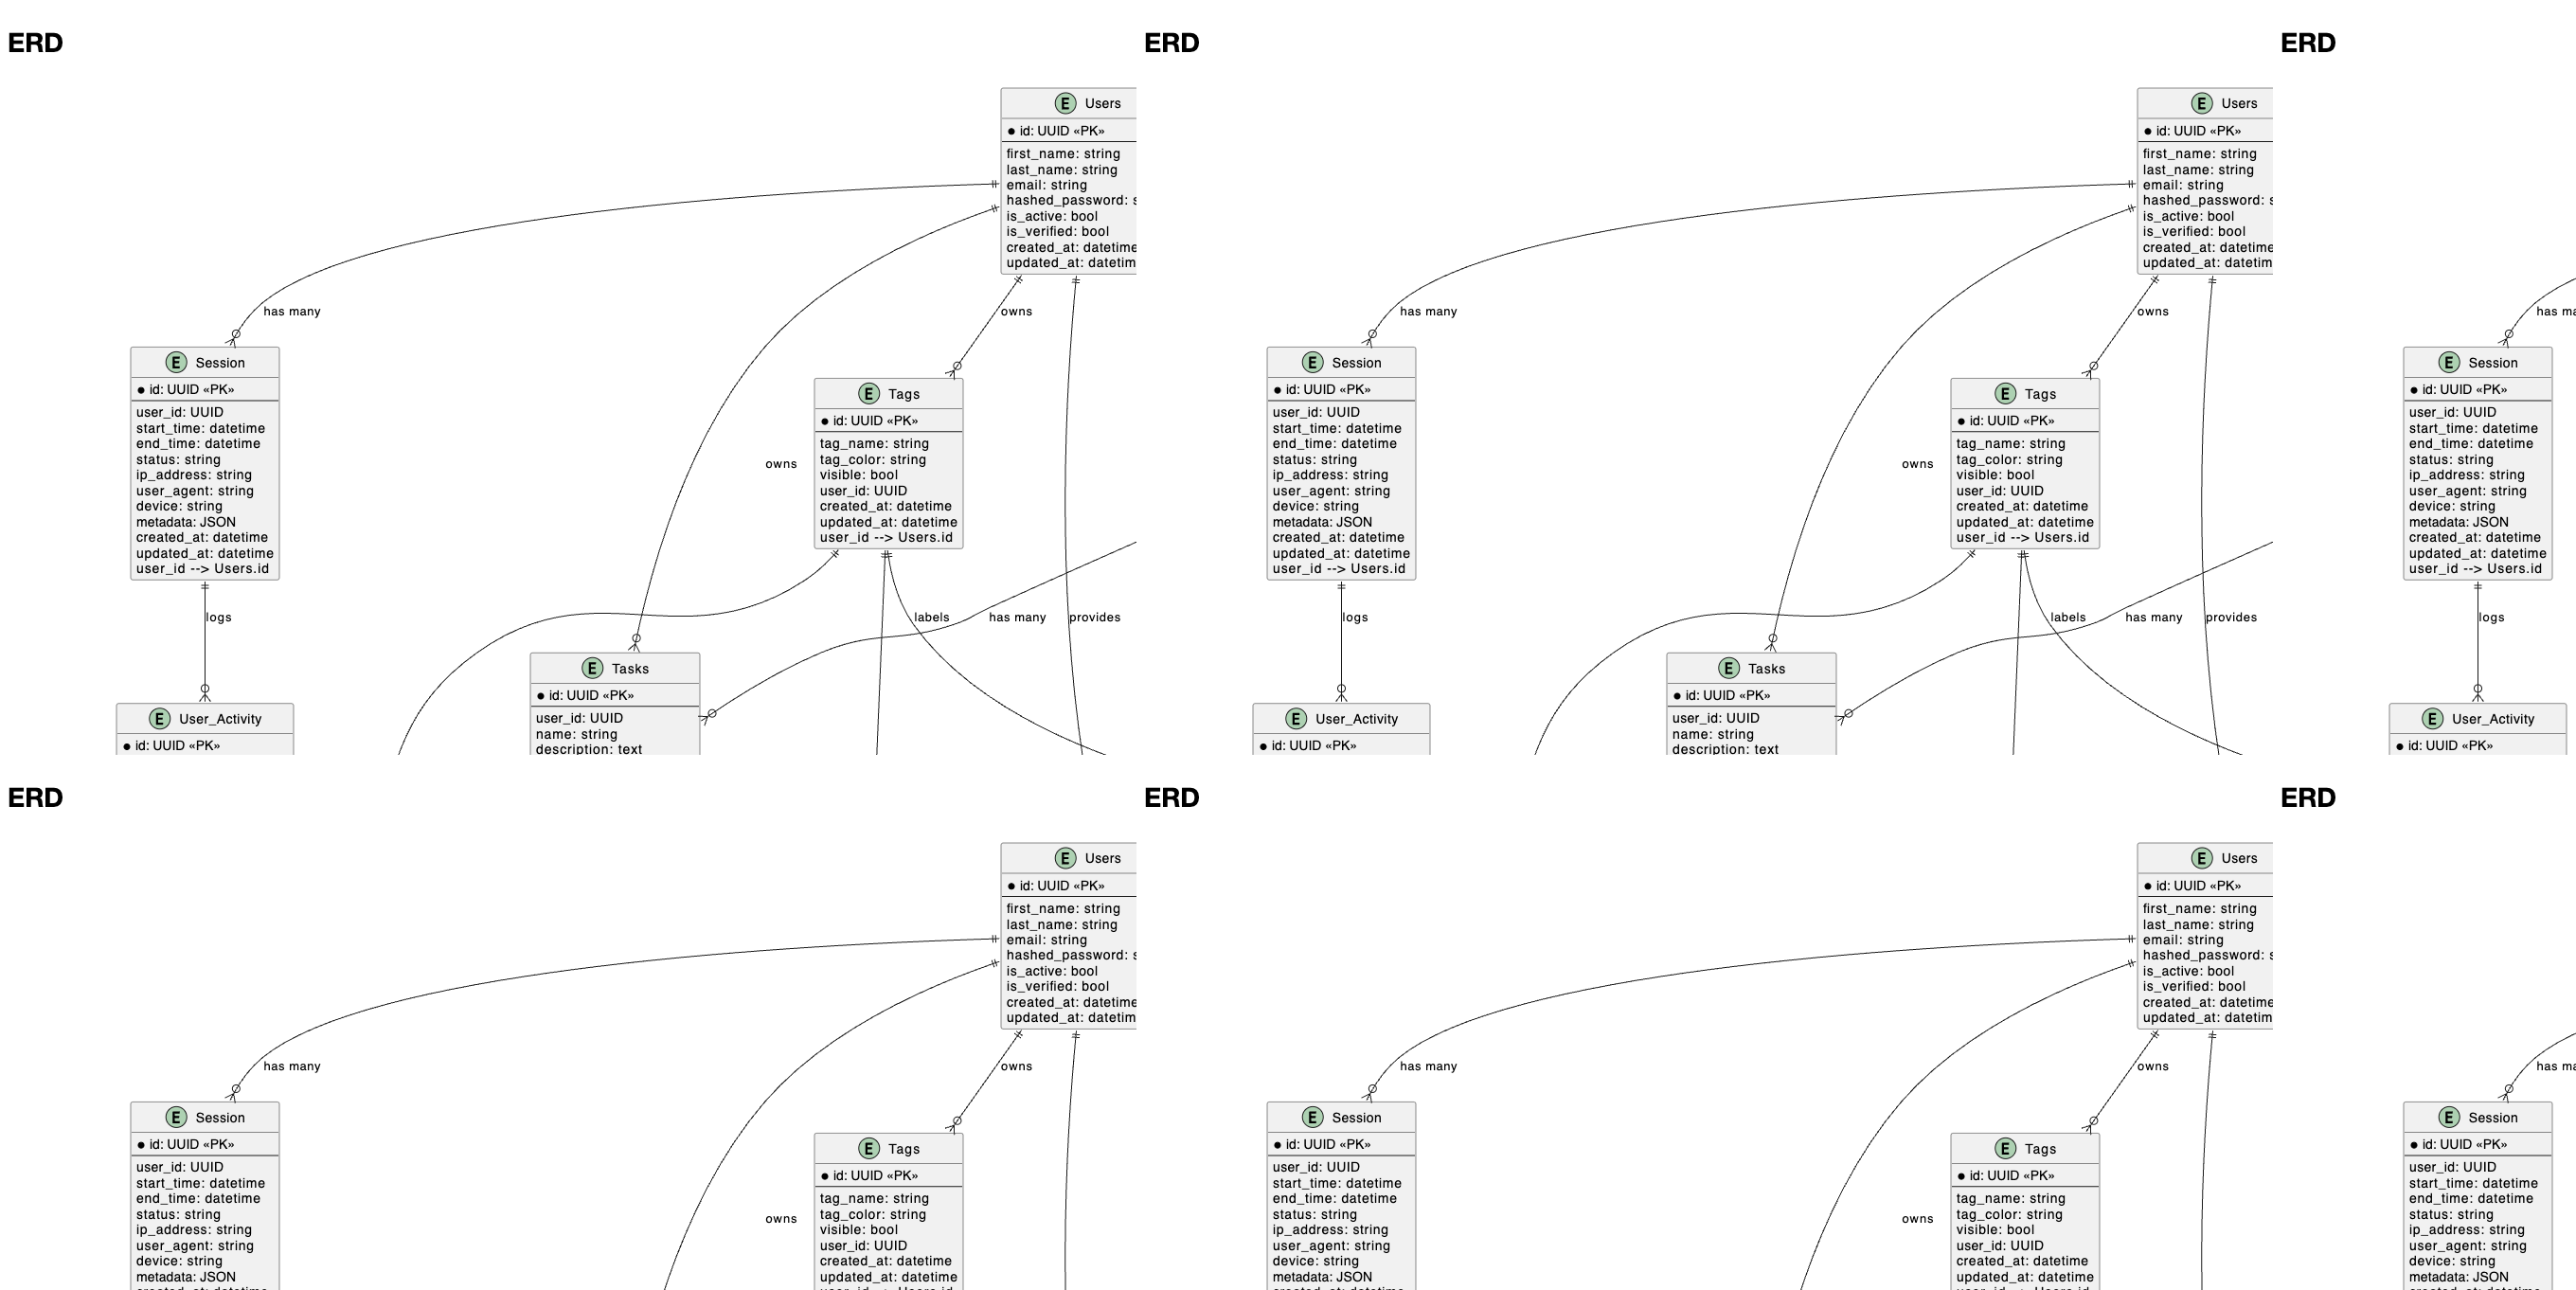 ERD
E Users
id: UUID «PK»
first_name: string
last_name: string
email: string
hashed_password: s
is_active: bool
is_verified: bool
created_at: datetime
updated_at: datetim
has many
owns
E Session
id: UUID «PK»
user_id: UUID
start_time: datetime
end_time: datetime
status: string
ip_address: string
user_agent: string
device: string
metadata: JSON
created_at: datetime
updated_at: datetime
user_id --> Users.id
E Tags
id: UUID «PK»
tag_name: string
tag_color: string
visible: bool
user_id: UUID
created_at: datetime
updated_at: datetime
user_id --> Users.id
owns
logs
labels
has many
provides
E Tasks
id: UUID «PK»
user_id: UUID
name: string
description: text
E User_Activity
id: UUID «PK»
ERD
E Users
id: UUID «PK»
first_name: string
last_name: string
email: string
hashed_password: s
is_active: bool
is_verified: bool
created_at: datetime
updated_at: datetim
has many
owns
E Session
id: UUID «PK»
user_id: UUID
start_time: datetime
end_time: datetime
status: string
ip_address: string
user_agent: string
device: string
metadata: JSON
created_at: datetime
updated_at: datetime
user_id --> Users.id
E Tags
id: UUID «PK»
tag_name: string
tag_color: string
visible: bool
user_id: UUID
created_at: datetime
updated_at: datetime
user_id --> Users.id
owns
logs
labels
has many
provides
E Tasks
id: UUID «PK»
user_id: UUID
name: string
description: text
E User_Activity
id: UUID «PK»
ERD
has ma
E Session
id: UUID «PK»
user_id: UUID
start_time: datetime
end_time: datetime
status: string
ip_address: string
user_agent: string
device: string
metadata: JSON
created_at: datetime
updated_at: datetime
user_id --> Users.id
logs
E User_Activity
id: UUID «PK»
ERD
E Users
id: UUID «PK»
first_name: string
last_name: string
email: string
hashed_password: s
is_active: bool
is_verified: bool
created_at: datetime
updated_at: datetim
has many
owns
E Session
id: UUID «PK»
user_id: UUID
start_time: datetime
end_time: datetime
status: string
ip_address: string
user_agent: string
device: string
metadata: JSON
E Tags
id: UUID «PK»
tag_name: string
tag_color: string
visible: bool
user_id: UUID
created_at: datetime
updated_at: datetime
owns
ERD
E Users
id: UUID «PK»
first_name: string
last_name: string
email: string
hashed_password: s
is_active: bool
is_verified: bool
created_at: datetime
updated_at: datetim
has many
owns
E Session
id: UUID «PK»
user_id: UUID
start_time: datetime
end_time: datetime
status: string
ip_address: string
user_agent: string
device: string
metadata: JSON
E Tags
id: UUID «PK»
tag_name: string
tag_color: string
visible: bool
user_id: UUID
created_at: datetime
updated_at: datetime
owns
ERD
has ma
E Session
id: UUID «PK»
user_id: UUID
start_time: datetime
end_time: datetime
status: string
ip_address: string
user_agent: string
device: string
metadata: JSON